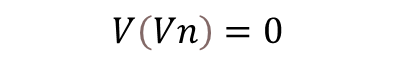 V(Vn) = 0